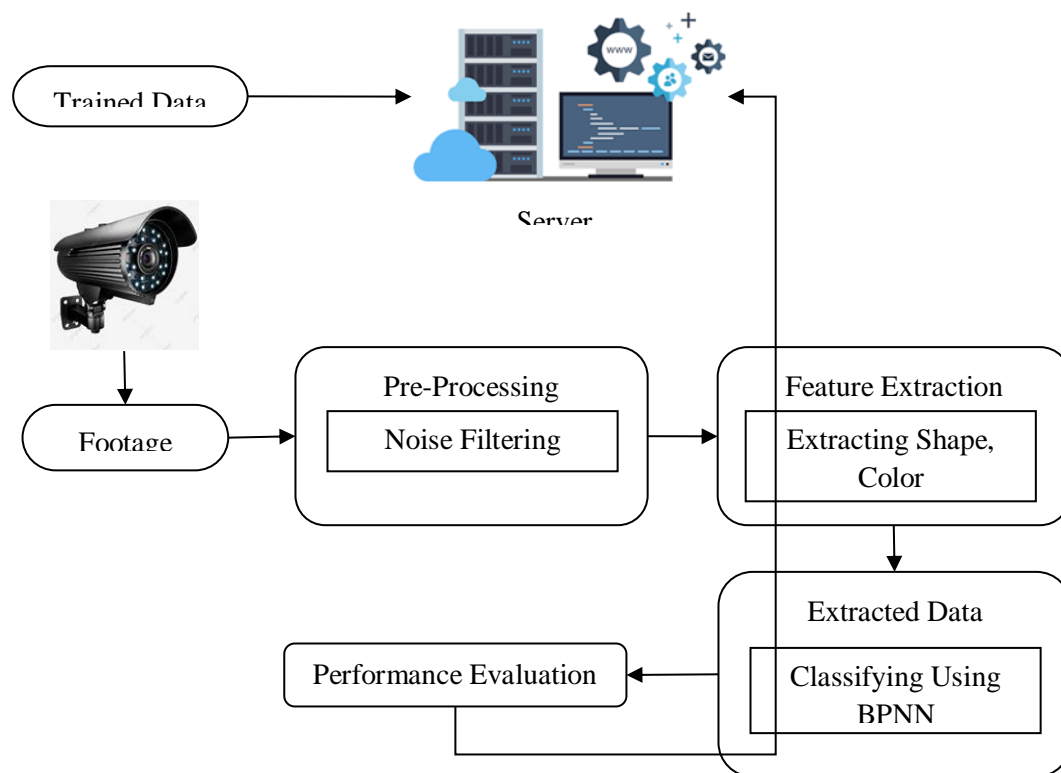 WWW
Trained Data
Server
Pre-Processing
Noise Filtering
Feature Extraction
Extracting Shape,
Color
Footage
Extracted Data
Classifying Using
BPNN
Performance Evaluation